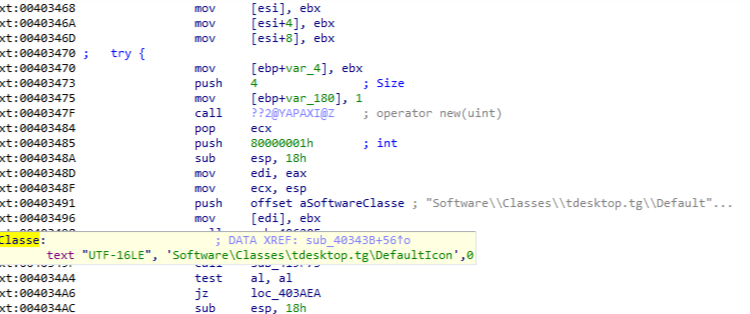 xt:00403468 mov [esi], ebx
xt:0040346A mov [esi+4], ebx
xt:0040346D mov [esi+8], ebx
xt:00403470 ; try {
xt:00403470 mov [ebp+var_4], ebx
xt:00403473 push 4 ; Size
xt:00403475 mov [ebp+var_180], 1
xt:0040347F call ??2@YAPAXI@Z ; operator new(uint)
xt:00403484 pop ecx
xt:00403485 push 80000001h ; int
xt:0040348A sub esp, 18h
xt:0040348D mov edi, eax
xt:0040348F mov ecx, esp
xt:00403491 push offset aSoftwareClasse ; "Software\\Classes\\tdesktop.tg\\Default"...
xt:00403496 mov [edi], ebx
Classe: ; DATA XREF: sub_40343B+56↑o
text "UTF-16LE", 'Software\Classes\tdesktop.tg\DefaultIcon',0
xt:004034A4 test al, al
xt:004034A6 jz loc_403AEA
xt:004034AC sub esp, 18h